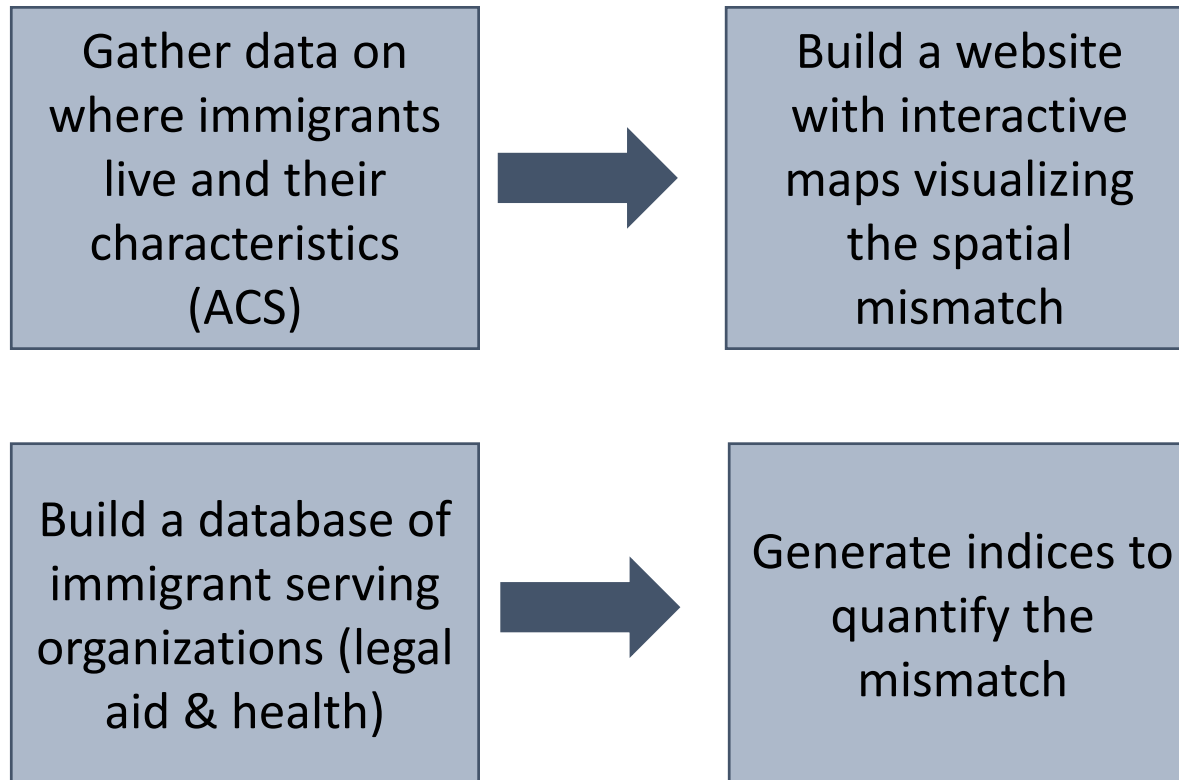 Gather data on
where immigrants
live and their
characteristics
(ACS)
Build a website
with interactive
maps visualizing
the spatial
mismatch
Build a database of
immigrant serving
organizations (legal
aid & health)
Generate indices to
quantify the
mismatch